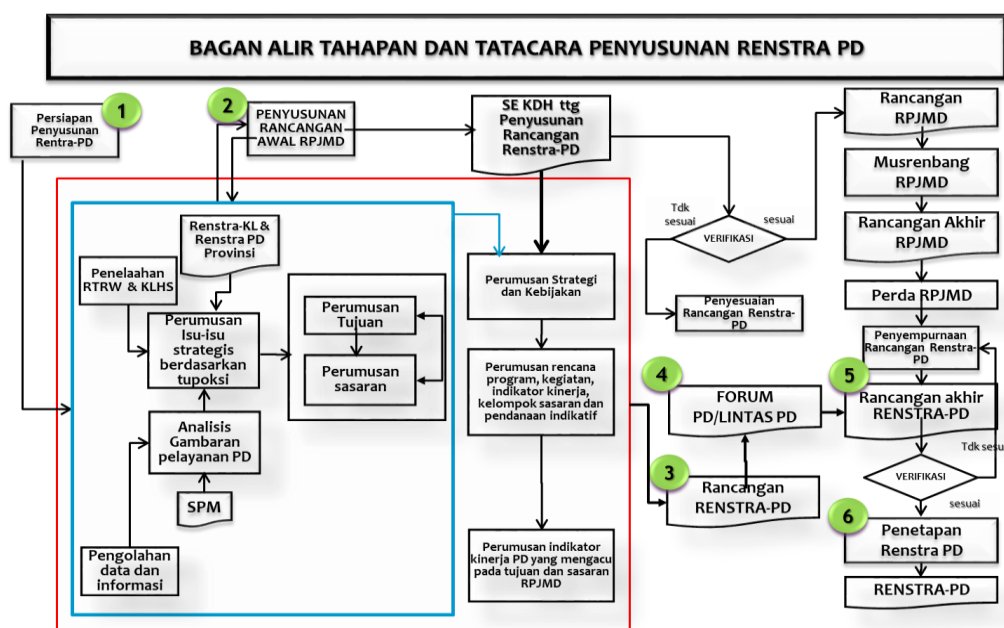 BAGAN ALIR TAHAPAN DAN TATACARA PENYUSUNAN RENSTRA PD
1
Persiapan
Penyusunan
Rentra-PD
2
PENYUSUNAN
RANCANGAN
AWAL RPJMD
SE KDH ttg
Penyusunan
Rancangan
Renstra-PD
Rancangan
RPJMD
Musrenbang
RPJMD
Rancangan Akhir
RPJMD
Perda RPJMD
Penyempurnaan
Rancangan Renstra-
PD
Tdk
sesuai
sesuai
VERIFIKASI
Penyesuaian
Rancangan Renstra-
PD
Renstra-KL &
Renstra PD
Provinsi
Penelaahan
RTRW & KLHS
Perumusan
Isu-isu
strategis
berdasarkan
tupoksi
Perumusan
Tujuan
Perumusan
sasaran
Analisis
Gambaran
pelayanan PD
SPM
Pengolahan
data dan
informasi
Perumusan Strategi
dan Kebijakan
Perumusan rencana
program, kegiatan,
indikator kinerja,
kelompok sasaran
dan pendanaan
indikatif
Perumusan indikator
kinerja PD yang mengacu
pada tujuan dan sasaran
RPJMD
3
Rancangan
RENSTRA-PD
4
FORUM
PD/LINTAS PD
5
Rancangan akhir
RENSTRA-PD
Tdk sesu
VERIFIKASI
sesuai
6
Penetapan
Renstra PD
RENSTRA-PD